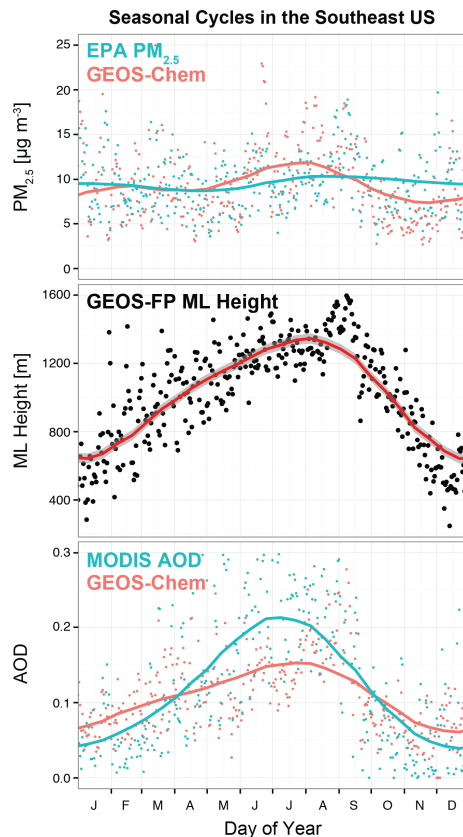 Seasonal Cycles in the Southeast US
EPA PM2.5
GEOS-Chem
PM2.5 [µg m-3]
25
20
15
10
5
0
GEOS-FP ML Height
ML Height [m]
1600
1200
800
400
MODIS AOD
GEOS-Chem
AOD
0.3
0.2
0.1
0.0
J F M A M J J A S O N D
Day of Year